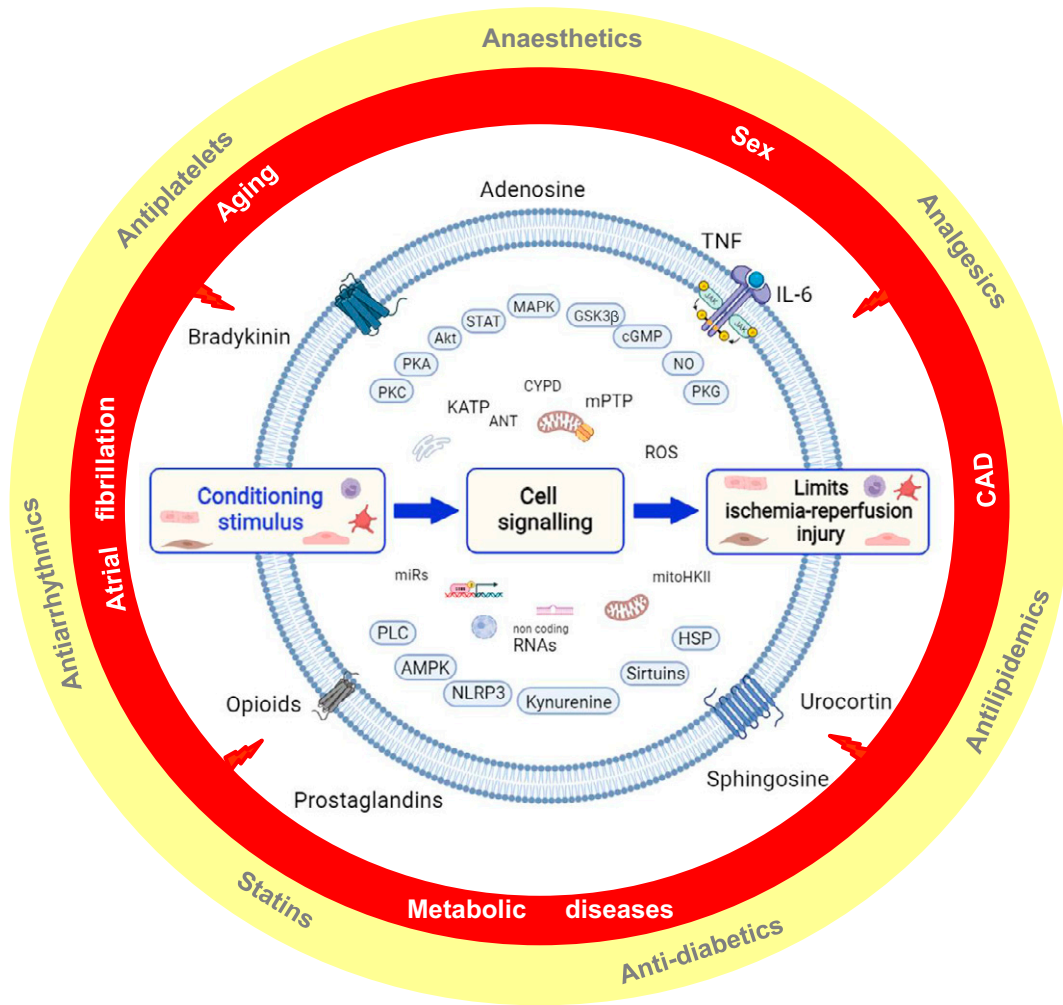 Anaesthetics
Antiplatelets
Analgesics
Antiarrhythmics
Antilipidemics
Statins
Anti-diabetics
Aging
Sex
Atrial fibrillation
CAD
Metabolic diseases
Adenosine
TNF
IL-6
Bradykinin
JAK
JAK
P
P
P
P
MAPK
STAT
GSK3β
Akt
cGMP
PKA
NO
PKC
PKG
CYPD
KATP
ANT
mPTP
ROS
Conditioning
stimulus
Cell
signalling
Limits
ischemia-reperfusion
injury
miRs
mitoHKII
non coding
RNAs
PLC
HSP
AMPK
Sirtuins
NLRP3
Kynurenine
Opioids
Urocortin
Prostaglandins
Sphingosine